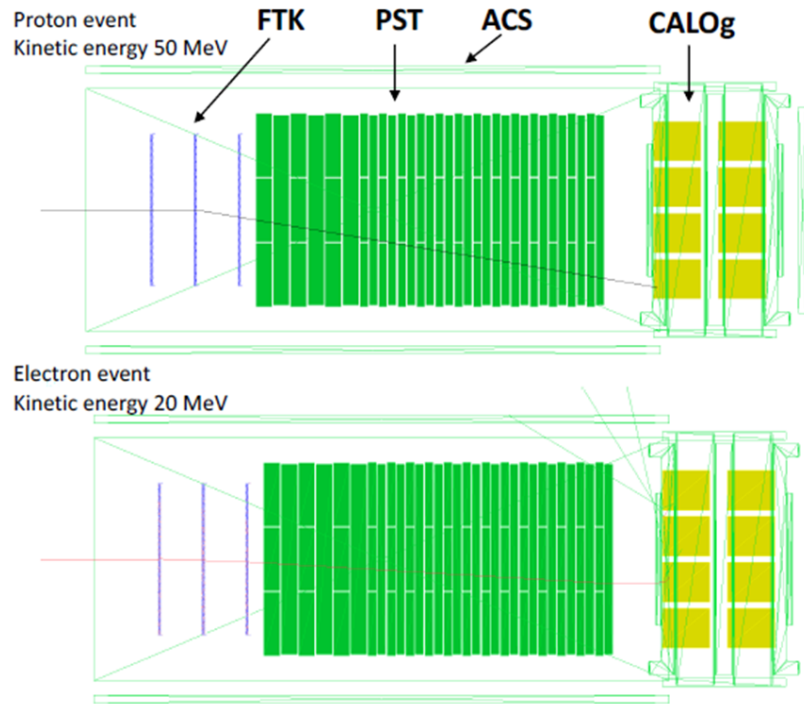 Proton event
Kinetic energy 50 MeV
FTK PST ACS CALOg
Electron event
Kinetic energy 20 MeV